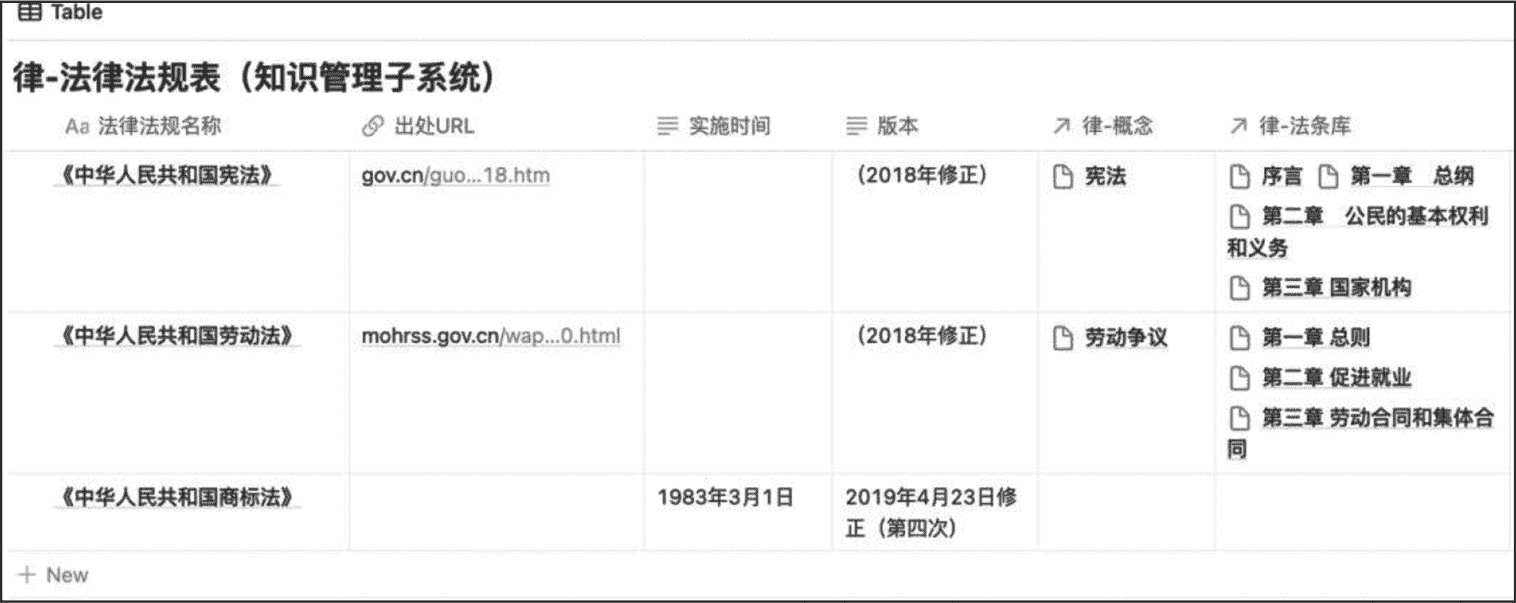 Table
律-法律法规表（知识管理子系统）
Aa 法律法规名称 出处URL 实施时间 版本 律-概念 律-法条库
《中华人民共和国宪法》 gov.cn/guo...18.htm （2018年修正） 宪法 序言 第一章　总纲
第二章　公民的基本权利
和义务
第三章 国家机构
《中华人民共和国劳动法》 mohrss.gov.cn/wap...0.html （2018年修正） 劳动争议 第一章 总则
第二章 促进就业
第三章 劳动合同和集体合
同
《中华人民共和国商标法》 1983年3月1日 2019年4月23日修
正（第四次）
+ New